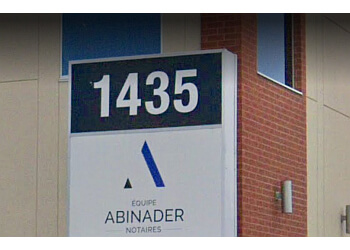 1435
ÉQUIPE
ABINADER
NOTAIRES